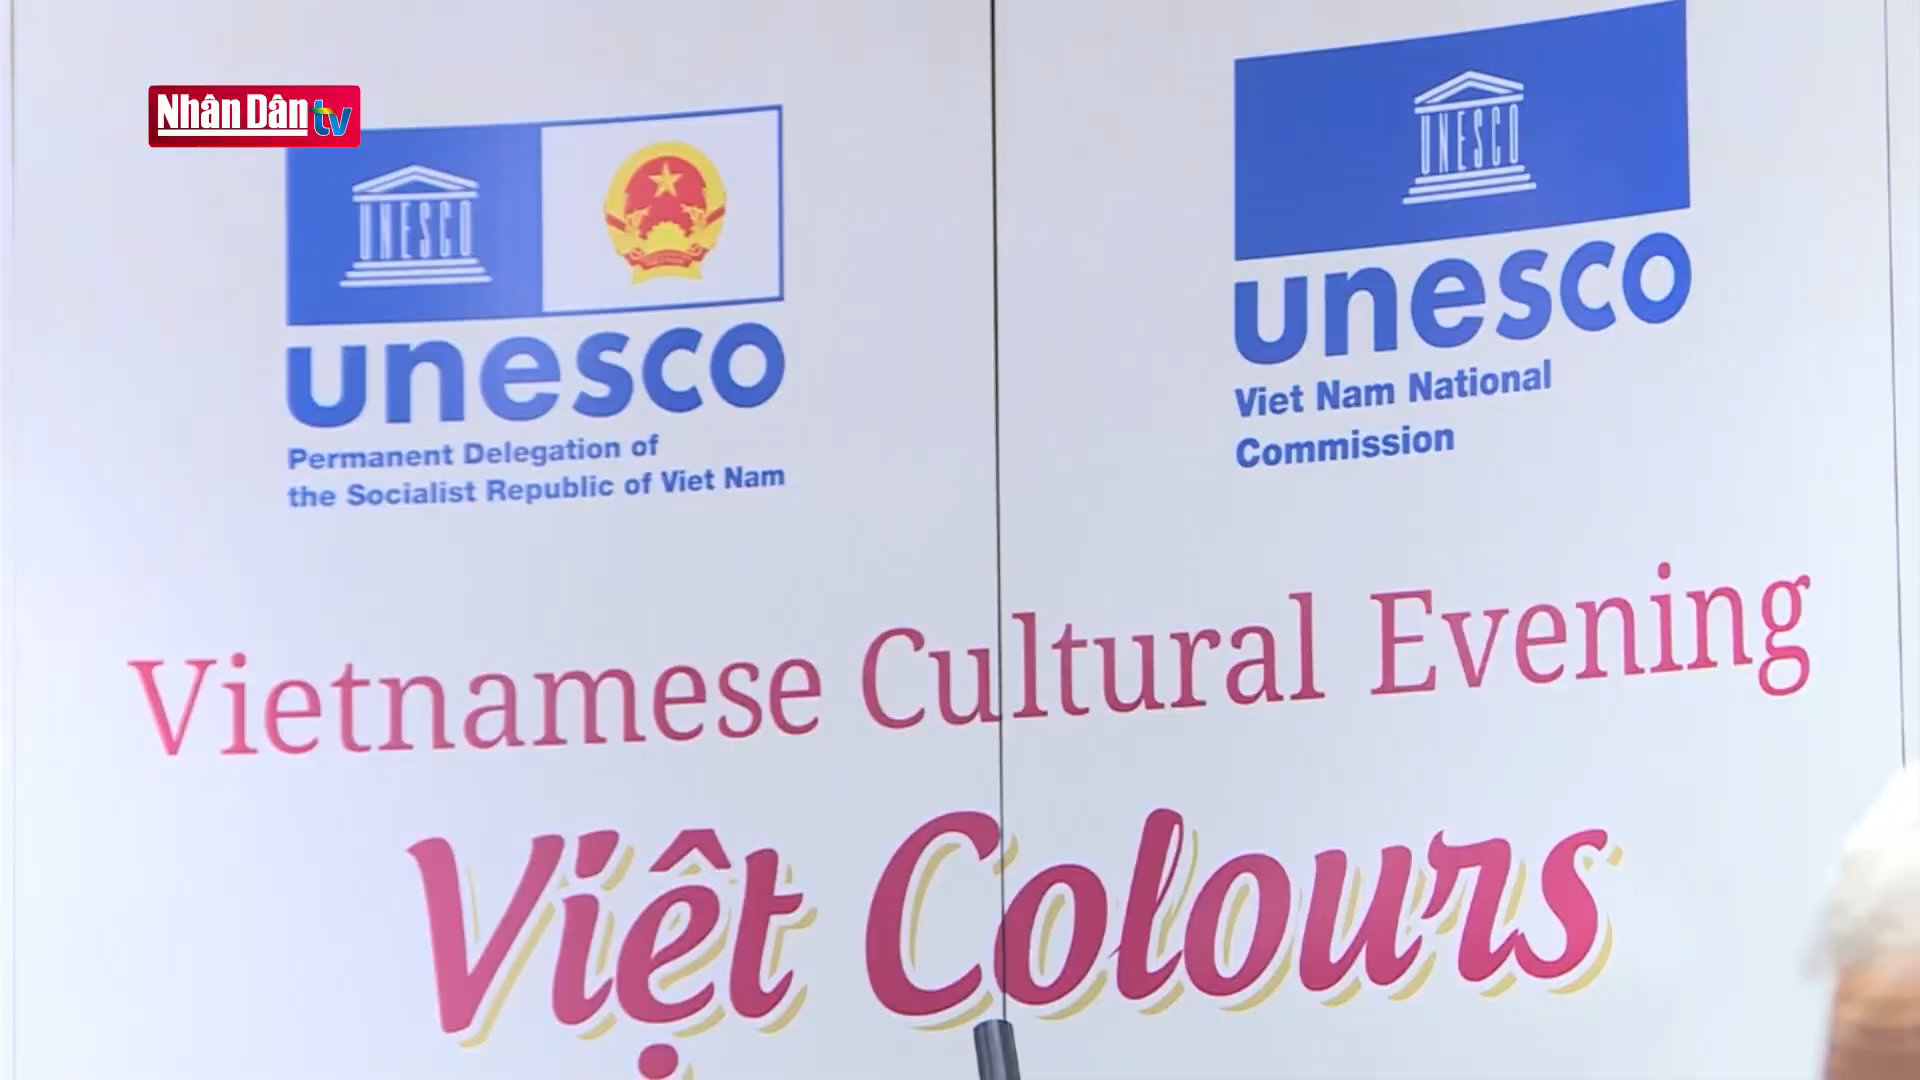 Nhân Dân tv
UNESCO
unesco
Permanent Delegation of
the Socialist Republic of Viet Nam
UNESCO
unesco
Viet Nam National
Commission
Vietnamese Cultural Evening
Việt Colours